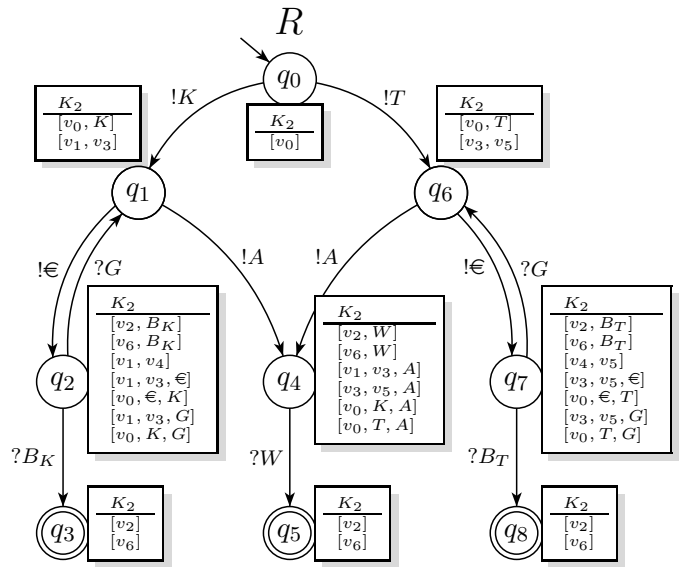 R
q0
!K
!T
K2
[v0, K]
[v1, v3]
K2
[v0]
K2
[v0, T]
[v3, v5]
q1
q6
!€
?G
!A
!A
!€
?G
K2
[v2, BK]
[v6, BK]
[v1, v4]
[v1, v3, €]
[v0, €, K]
[v1, v3, G]
[v0, K, G]
K2
[v2, W]
[v6, W]
[v1, v3, A]
[v3, v5, A]
[v0, K, A]
[v0, T, A]
K2
[v2, BT]
[v6, BT]
[v4, v5]
[v3, v5, €]
[v0, €, T]
[v3, v5, G]
[v0, T, G]
q2
q4
q7
?BK
?W
?BT
q3
K2
[v2]
[v6]
q5
K2
[v2]
[v6]
q8
K2
[v2]
[v6]